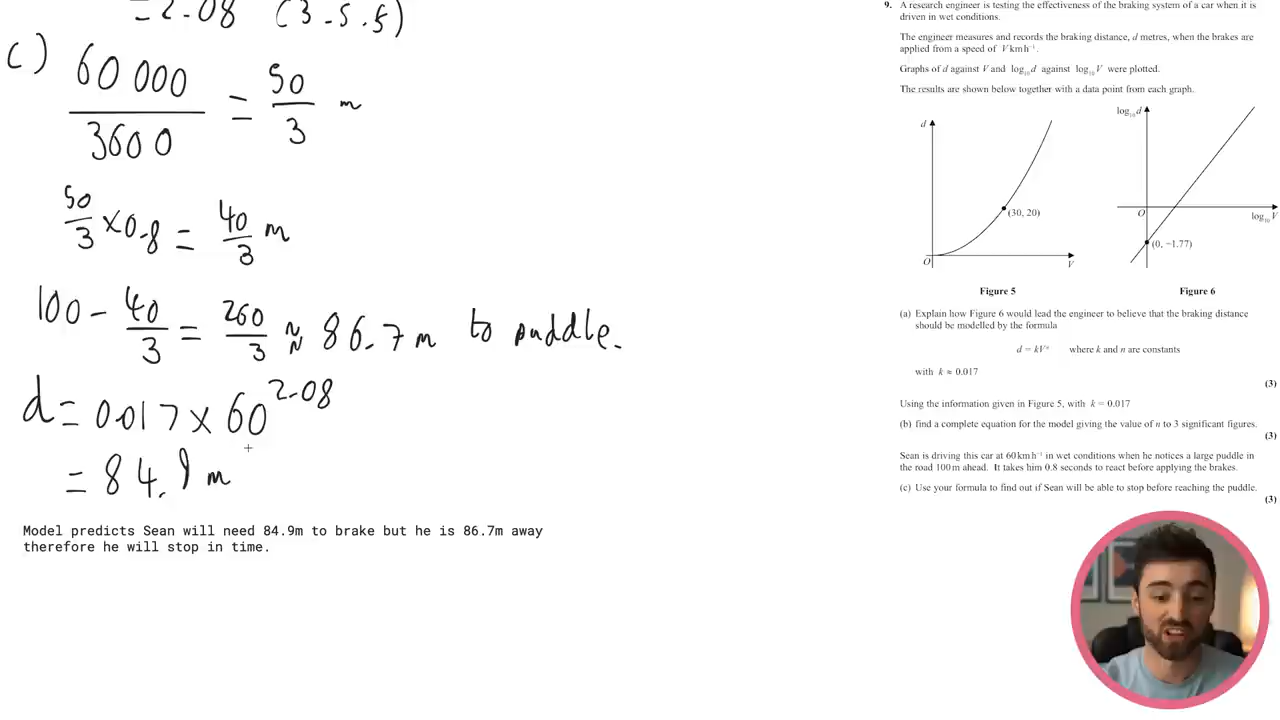 = 2.08 (3.s.f)
c) 60 000 / 3600 = 50/3 m
50/3 × 0.8 = 40/3 m
100 - 40/3 = 260/3 ≈ 86.7 m to puddle.
d = 0.017 × 60^2.08
= 84.9 m
Model predicts Sean will need 84.9m to brake but he is 86.7m away
therefore he will stop in time.
9. A research engineer is testing the effectiveness of the braking system of a car when it is
driven in wet conditions.
The engineer measures and records the braking distance, d metres, when the brakes are
applied from a speed of V km h⁻¹.
Graphs of d against V and log₁₀ d against log₁₀ V were plotted.
The results are shown below together with a data point from each graph.
d
(30, 20)
O
V
Figure 5
log₁₀ d
O
log₁₀ V
(0, −1.77)
Figure 6
(a) Explain how Figure 6 would lead the engineer to believe that the braking distance
should be modelled by the formula
d = kVⁿ where k and n are constants
with k ≈ 0.017
(3)
Using the information given in Figure 5, with k = 0.017
(b) find a complete equation for the model giving the value of n to 3 significant figures.
(3)
Sean is driving this car at 60 km h⁻¹ in wet conditions when he notices a large puddle in
the road 100 m ahead. It takes him 0.8 seconds to react before applying the brakes.
(c) Use your formula to find out if Sean will be able to stop before reaching the puddle.
(3)